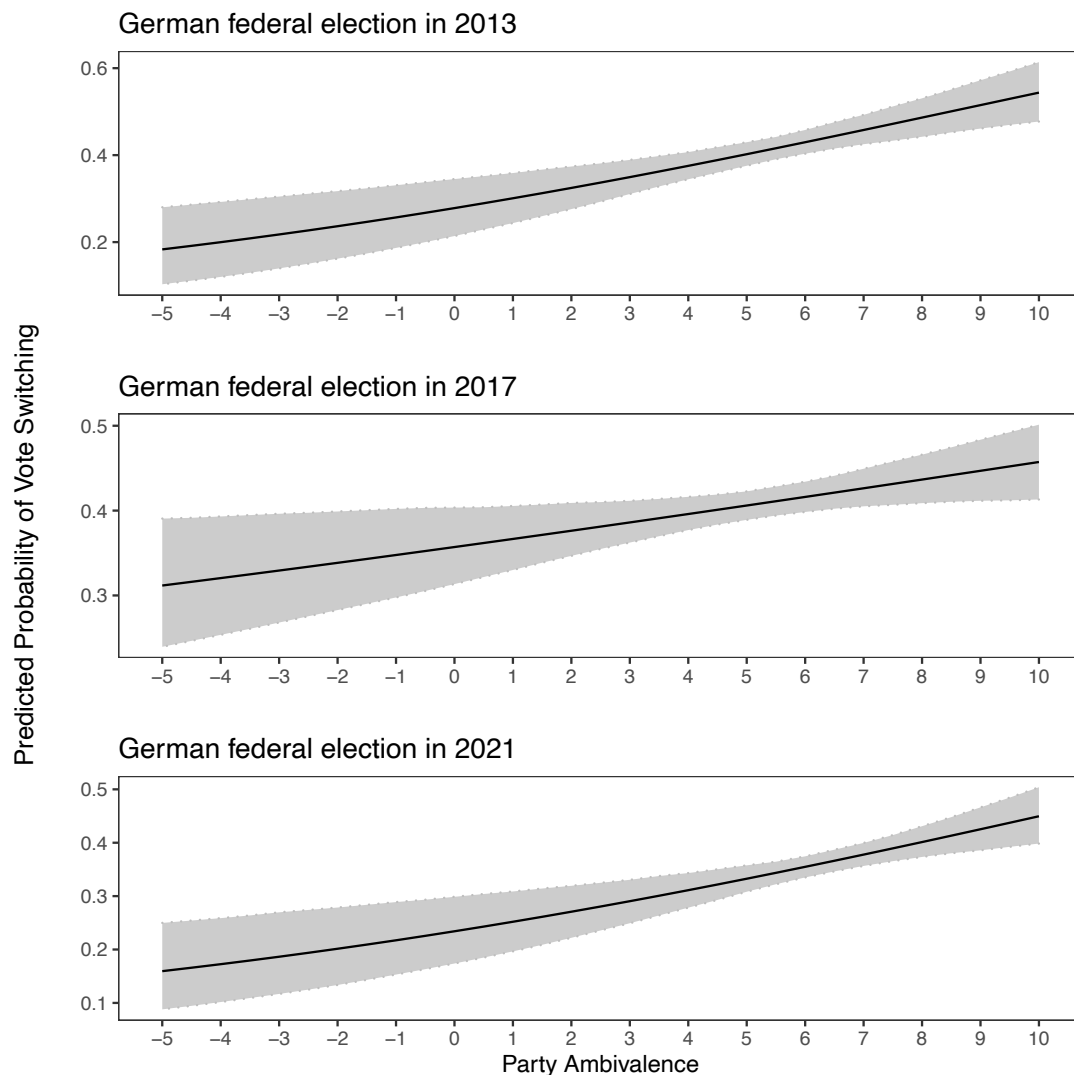 German federal election in 2013
0.6
0.4
0.2
−5 −4 −3 −2 −1 0 1 2 3 4 5 6 7 8 9 10
German federal election in 2017
0.5
0.4
0.3
−5 −4 −3 −2 −1 0 1 2 3 4 5 6 7 8 9 10
German federal election in 2021
0.5
0.4
0.3
0.2
0.1
−5 −4 −3 −2 −1 0 1 2 3 4 5 6 7 8 9 10
Party Ambivalence
Predicted Probability of Vote Switching